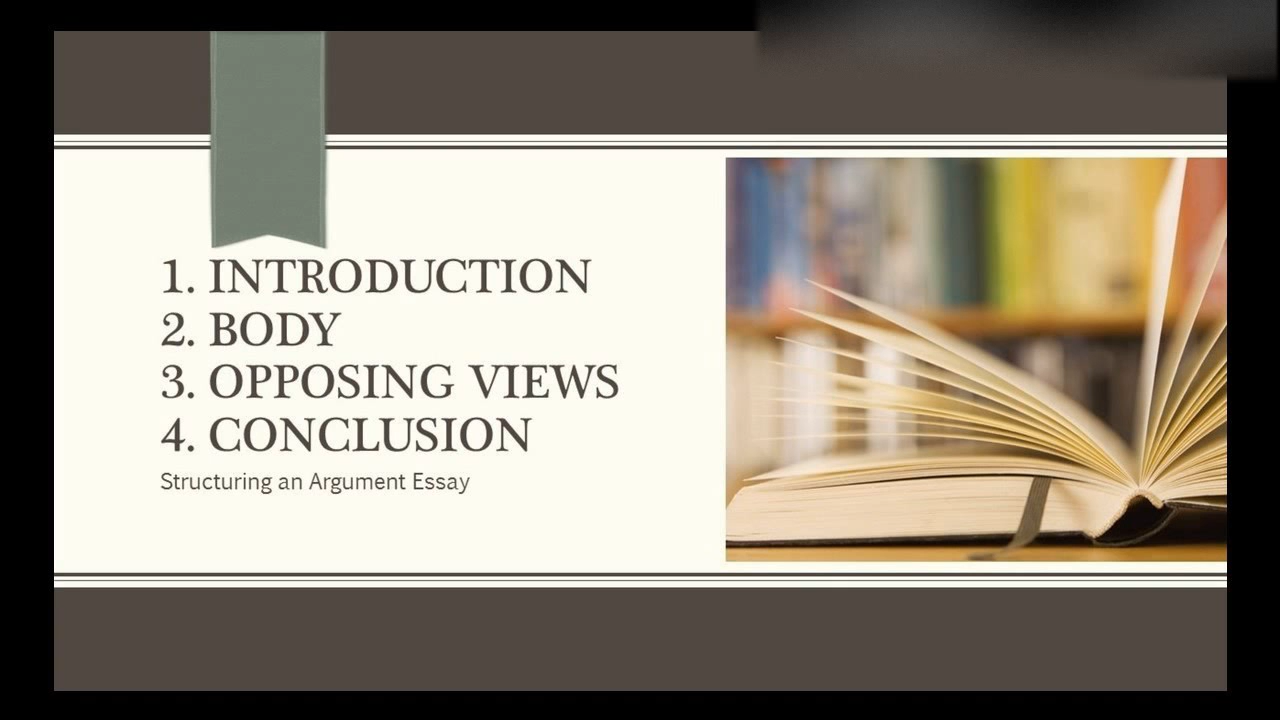 1. INTRODUCTION
2. BODY
3. OPPOSING VIEWS
4. CONCLUSION
Structuring an Argument Essay